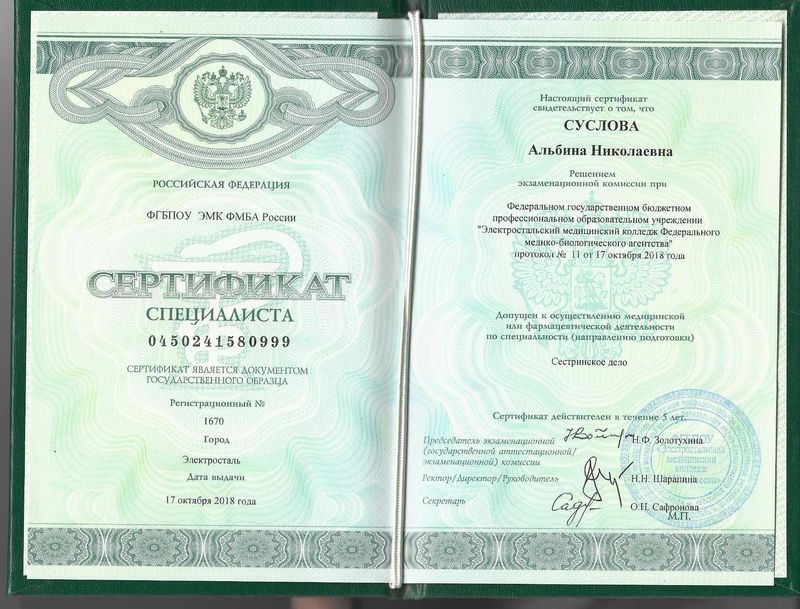 РОССИЙСКАЯ ФЕДЕРАЦИЯ
ФГБПОУ ЭМК ФМБА России
СЕРТИФИКАТ
СПЕЦИАЛИСТА
0450241580999
СЕРТИФИКАТ ЯВЛЯЕТСЯ ДОКУМЕНТОМ
ГОСУДАРСТВЕННОГО ОБРАЗЦА
Регистрационный №
1670
Город
Электросталь
Дата выдачи
17 октября 2018 года
Настоящий сертификат
свидетельствует о том, что
СУСЛОВА
Альбина Николаевна
Решением
экзаменационной комиссии при
Федеральном государственном бюджетном
профессиональном образовательном учреждении
"Электростальский медицинский колледж Федерального
медико-биологического агентства"
протокол № 11 от 17 октября 2018 года
Допущен к осуществлению медицинской
или фармацевтической деятельности
по специальности (направлению подготовки)
Сестринское дело
Сертификат действителен в течение 5 лет.
Председатель экзаменационной
(государственной аттестационной/
экзаменационной) комиссии
Н.Ф. Золотухина
Ректор/Директор/Руководитель
Н.Н. Шарапина
Секретарь
О.Н. Сафронова
М.П.
«Электростальский
медицинский
колледж